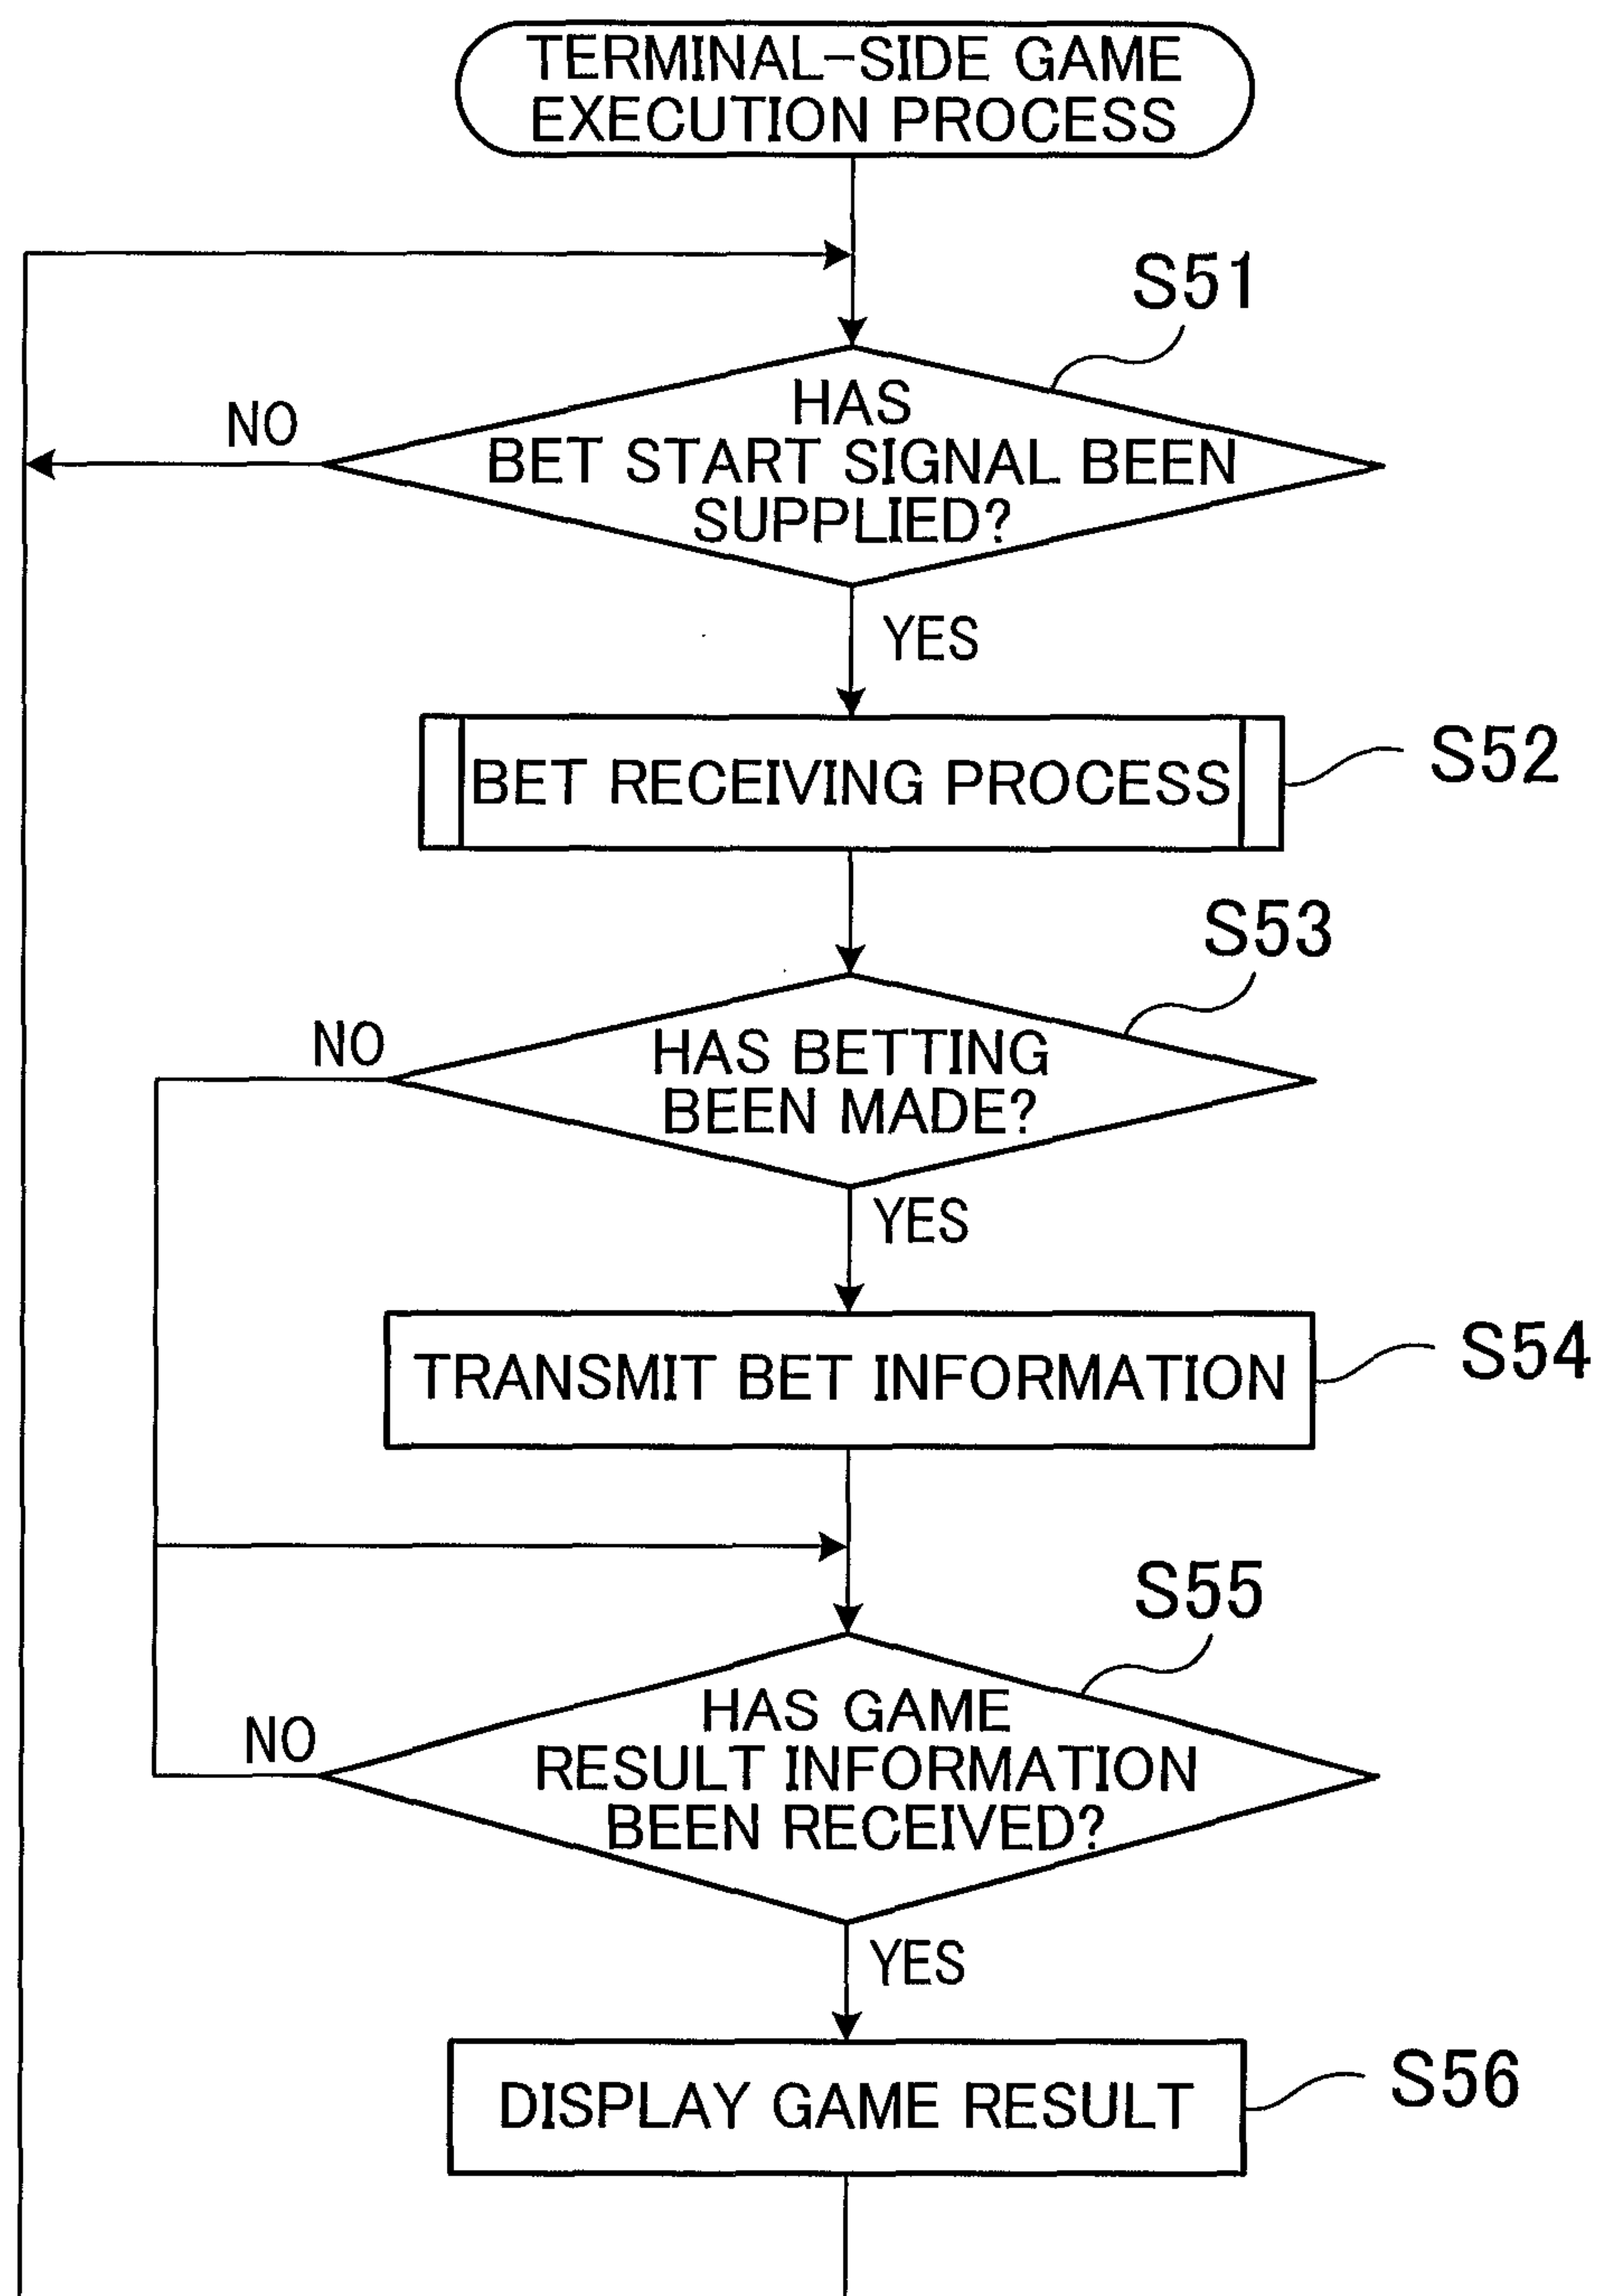 TERMINAL-SIDE GAME
EXECUTION PROCESS
S51
HAS
NO
BET START SIGNAL BEEN
SUPPLIED?
YES
BET RECEIVING PROCESS
S52
S53
NO
HAS BETTING
BEEN MADE?
YES
TRANSMIT BET INFORMATION
S54
S55
HAS GAME
NO
RESULT INFORMATION
BEEN RECEIVED?
YES
DISPLAY GAME RESULT
S56